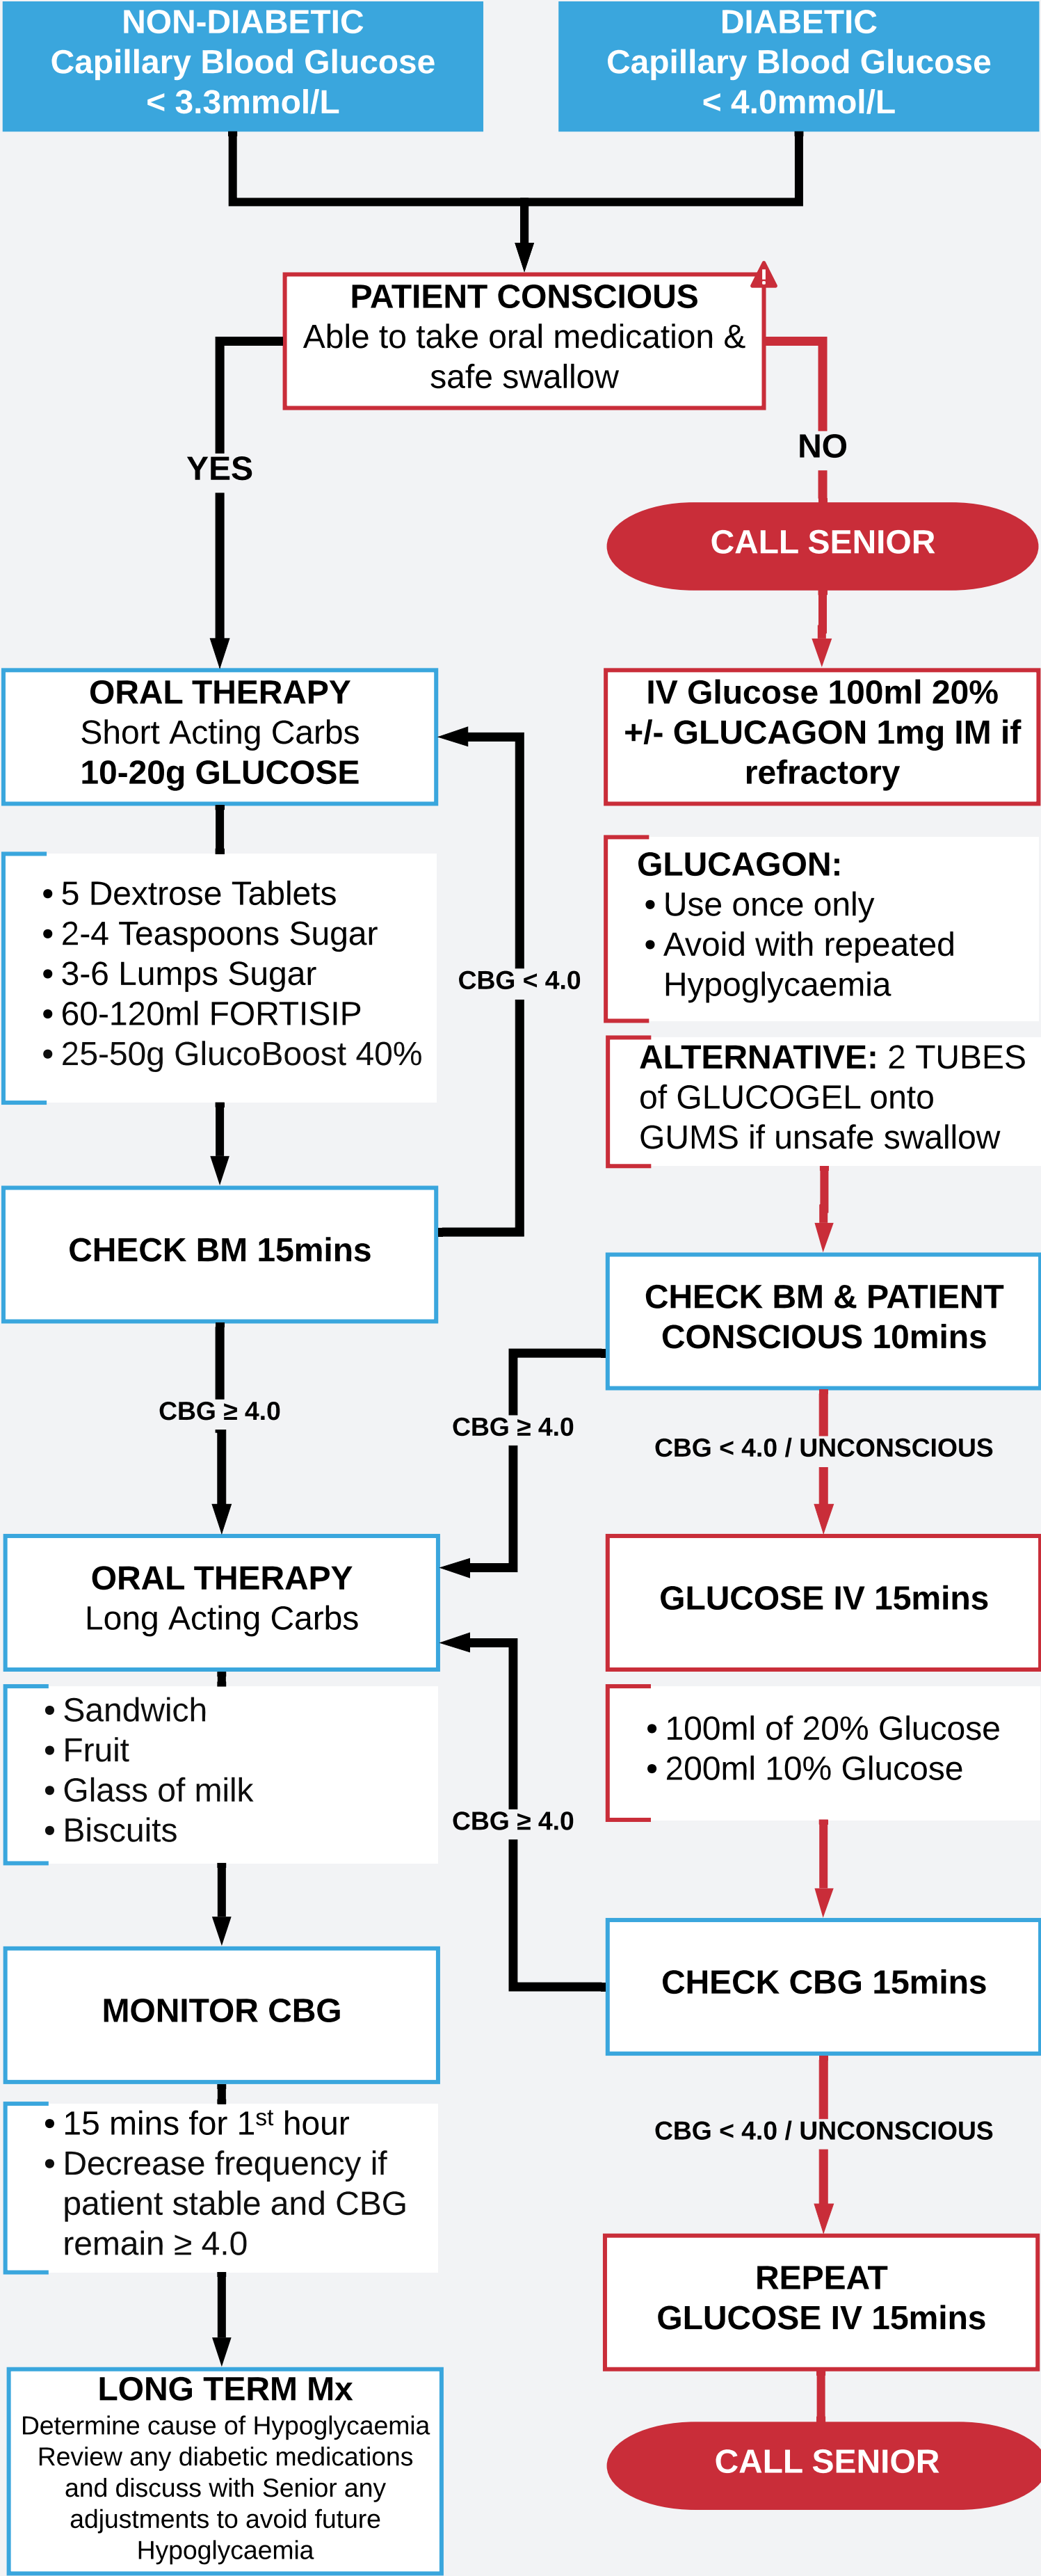 NON-DIABETIC
Capillary Blood Glucose
< 3.3mmol/L
DIABETIC
Capillary Blood Glucose
< 4.0mmol/L
PATIENT CONSCIOUS
Able to take oral medication &
safe swallow
YES
NO
CALL SENIOR
ORAL THERAPY
Short Acting Carbs
10-20g GLUCOSE
IV Glucose 100ml 20%
+/- GLUCAGON 1mg IM if
refractory
• 5 Dextrose Tablets
• 2-4 Teaspoons Sugar
• 3-6 Lumps Sugar
• 60-120ml FORTISIP
• 25-50g GlucoBoost 40%
CBG < 4.0
GLUCAGON:
• Use once only
• Avoid with repeated
Hypoglycaemia
ALTERNATIVE: 2 TUBES
of GLUCOGEL onto
GUMS if unsafe swallow
CHECK BM 15mins
CHECK BM & PATIENT
CONSCIOUS 10mins
CBG ≥ 4.0
CBG ≥ 4.0
CBG < 4.0 / UNCONSCIOUS
ORAL THERAPY
Long Acting Carbs
GLUCOSE IV 15mins
• Sandwich
• Fruit
• Glass of milk
• Biscuits
• 100ml of 20% Glucose
• 200ml 10% Glucose
CBG ≥ 4.0
MONITOR CBG
CHECK CBG 15mins
• 15 mins for 1st hour
• Decrease frequency if
patient stable and CBG
remain ≥ 4.0
CBG < 4.0 / UNCONSCIOUS
REPEAT
GLUCOSE IV 15mins
LONG TERM Mx
Determine cause of Hypoglycaemia
Review any diabetic medications
and discuss with Senior any
adjustments to avoid future
Hypoglycaemia
CALL SENIOR